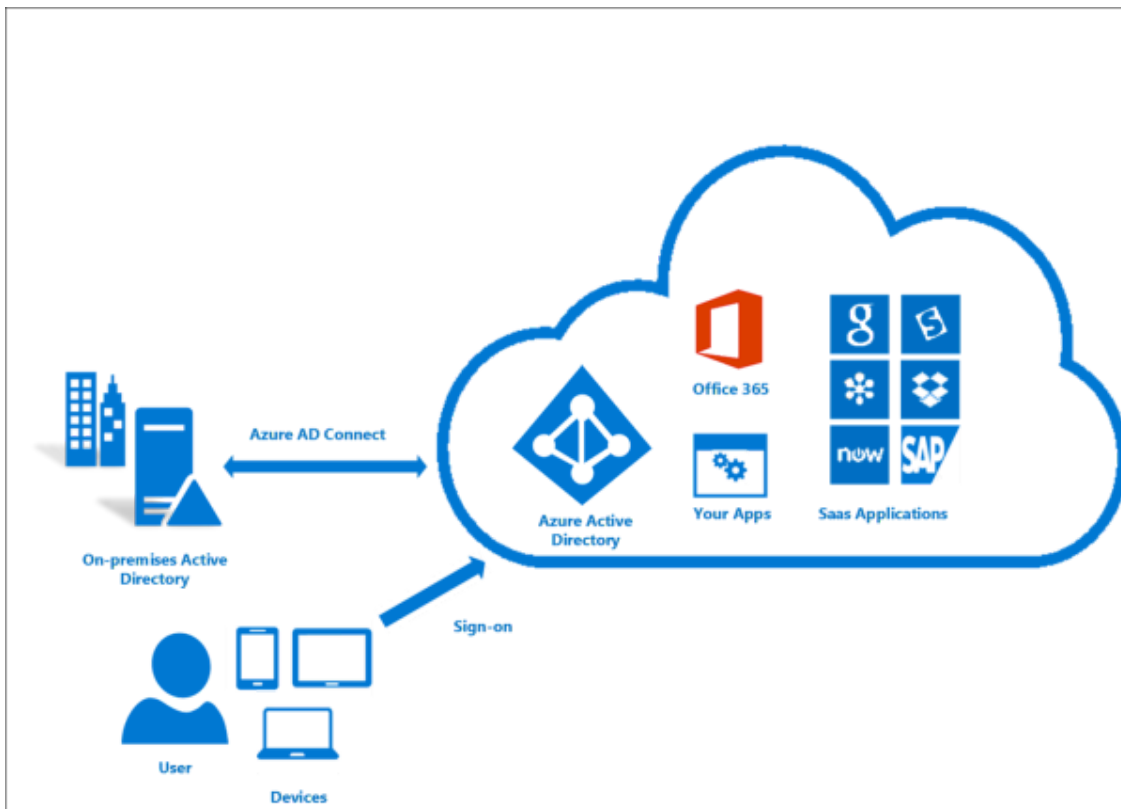 Office 365
Azure AD Connect
now
SAP
Azure Active
Directory
Your Apps
Saas Applications
On-premises Active
Directory
Sign-on
User
Devices